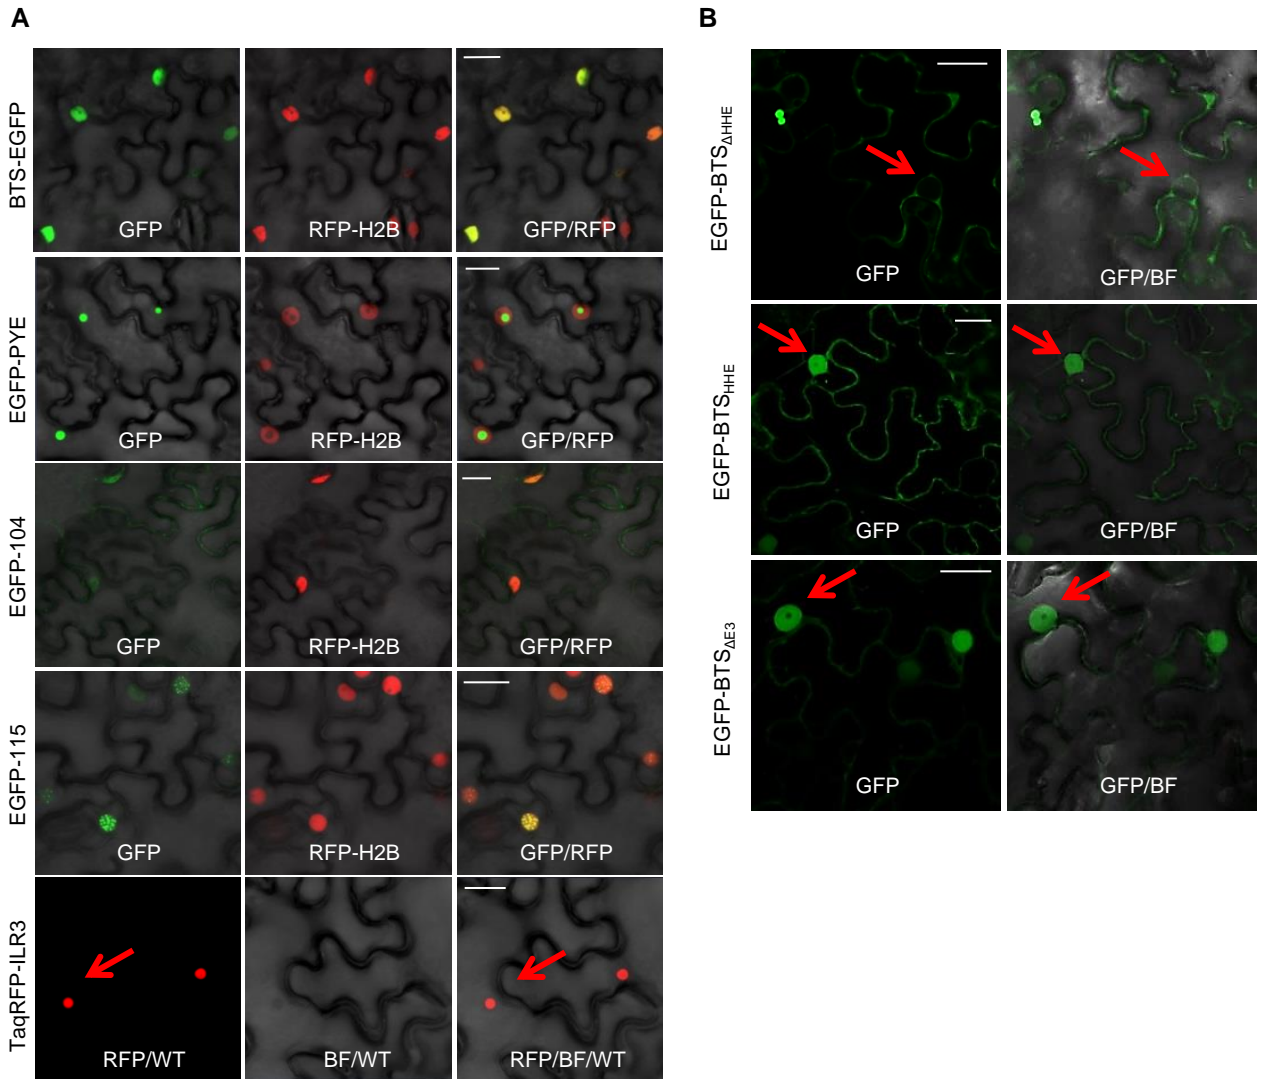 A
BTS-EGFP
GFP
RFP-H2B
GFP/RFP
EGFP-PYE
GFP
RFP-H2B
GFP/RFP
EGFP-104
GFP
RFP-H2B
GFP/RFP
EGFP-115
GFP
RFP-H2B
GFP/RFP
TaqRFP-ILR3
RFP/WT
BF/WT
RFP/BF/WT
B
EGFP-BTSΔHHE
GFP
GFP/BF
EGFP-BTSHHE
GFP
GFP/BF
EGFP-BTSΔE3
GFP
GFP/BF